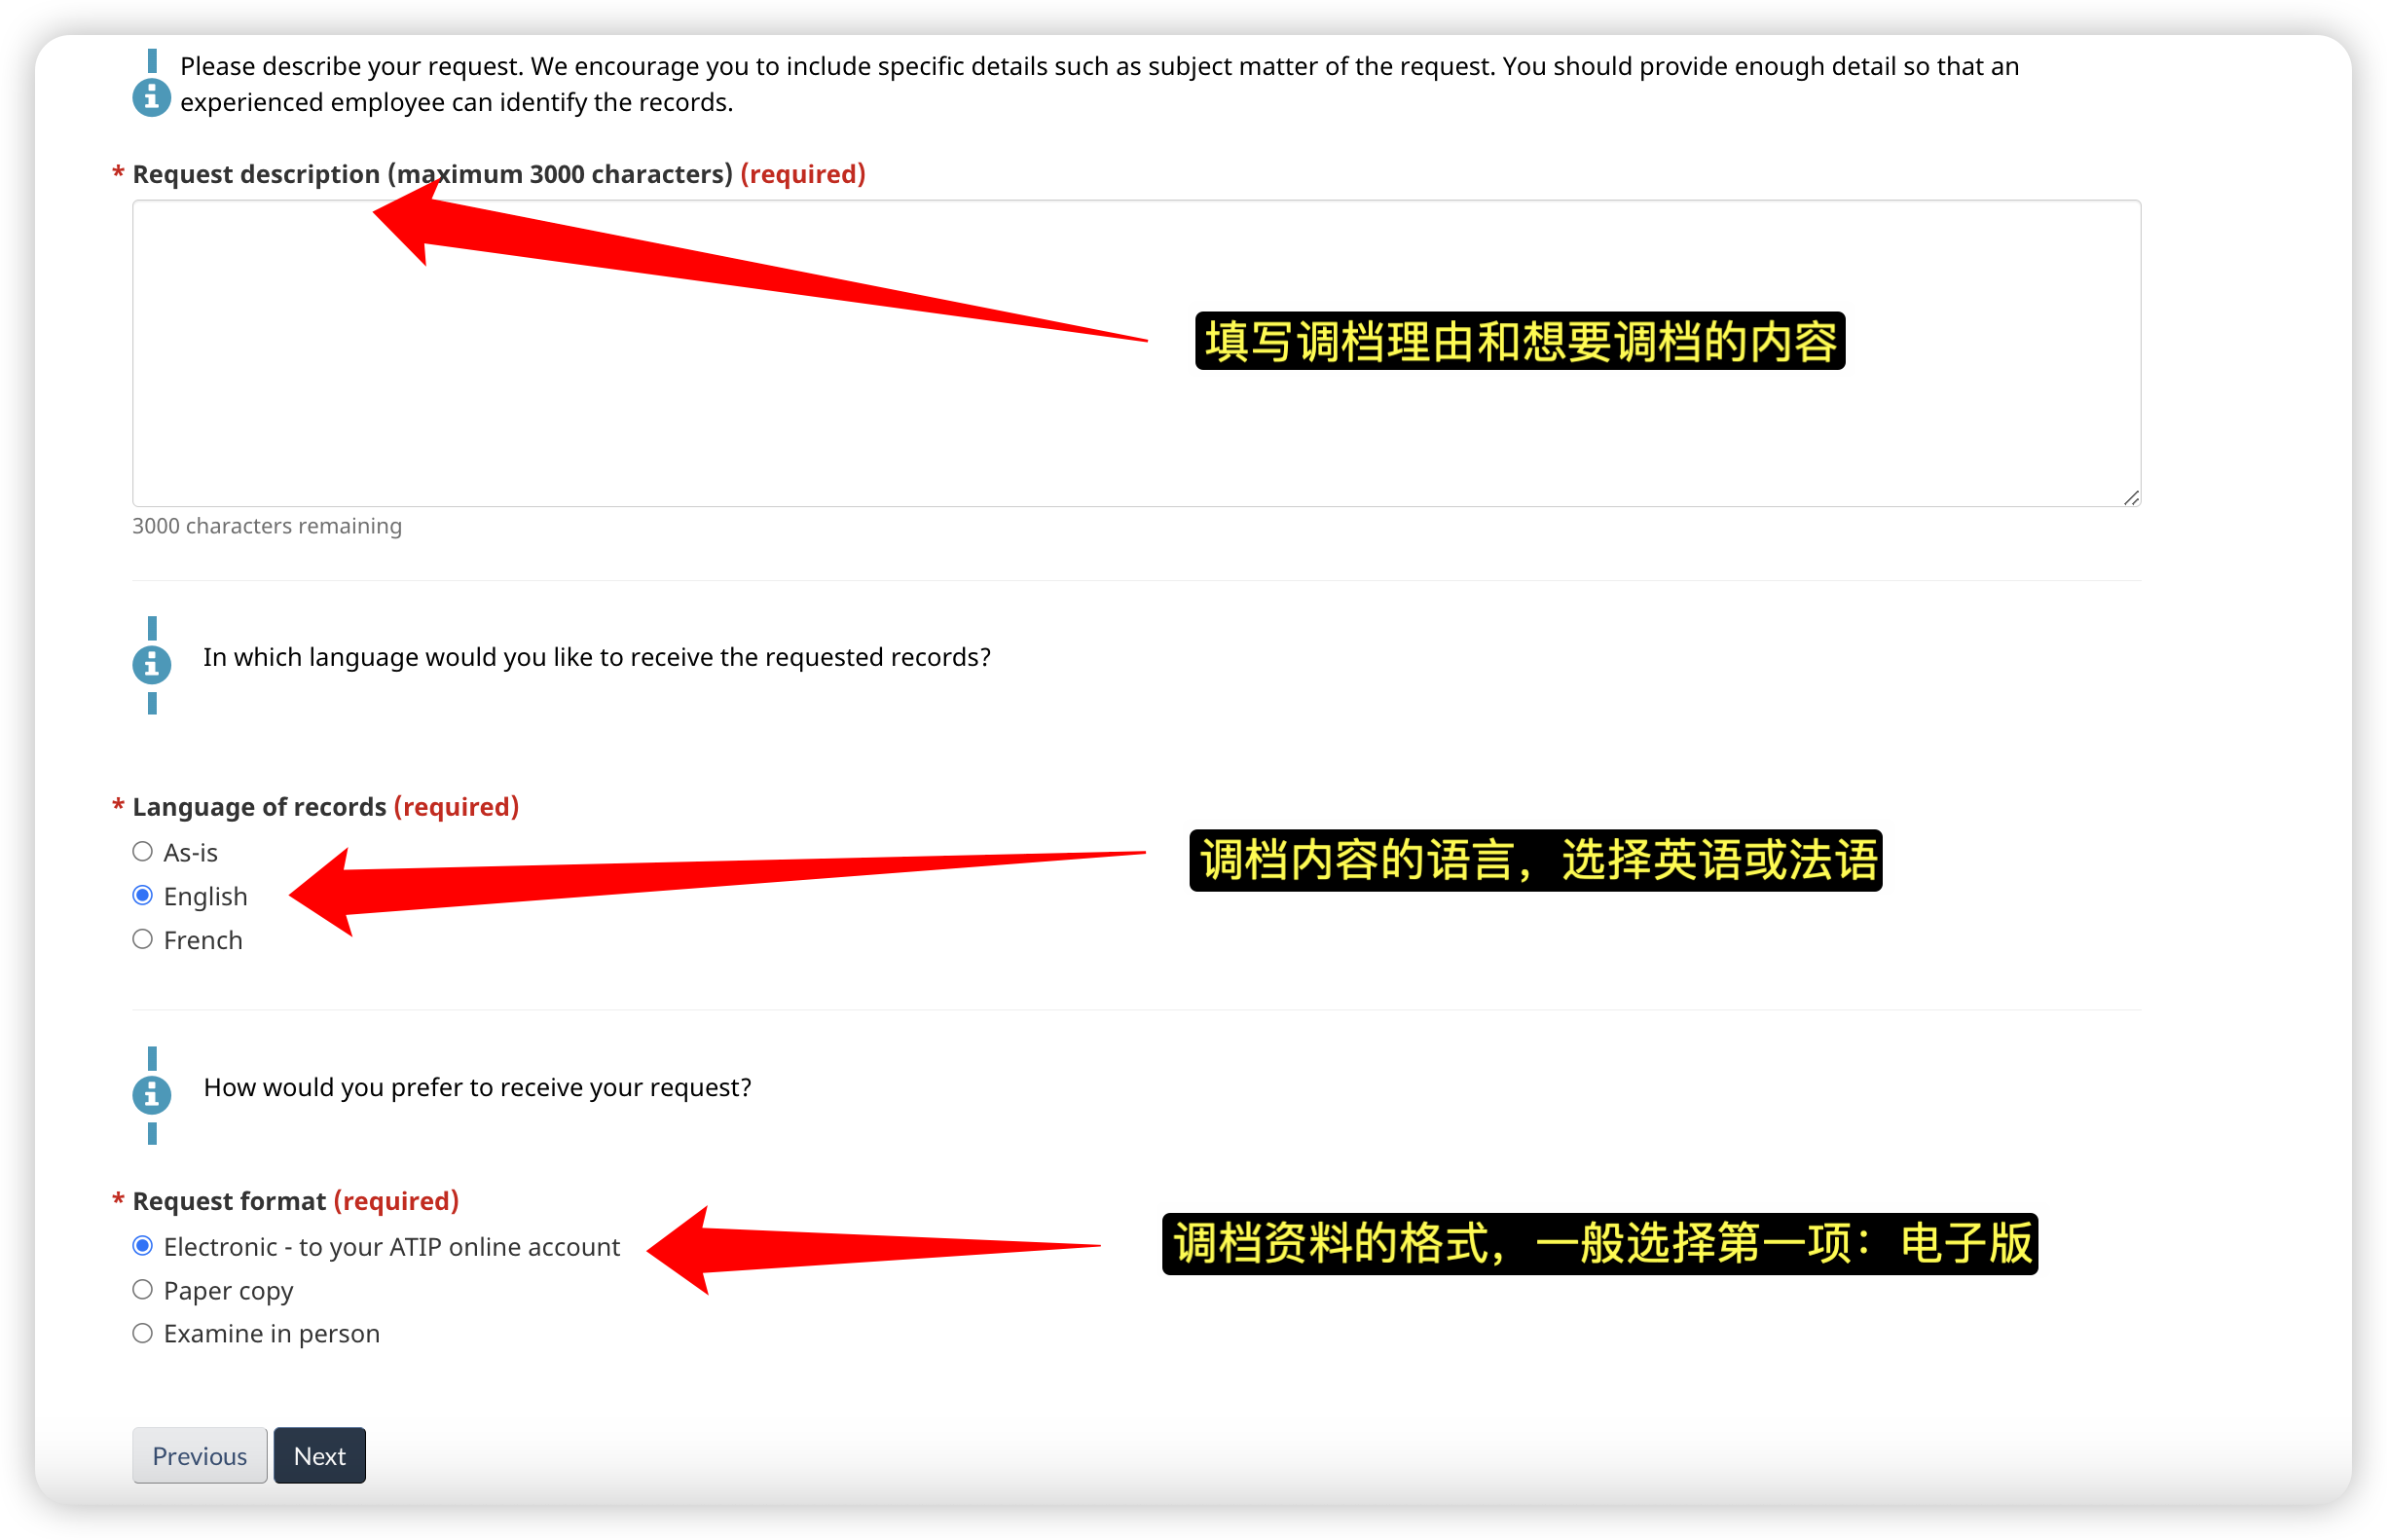 Please describe your request. We encourage you to include specific details such as subject matter of the request. You should provide enough detail so that an
experienced employee can identify the records.
* Request description (maximum 3000 characters) (required)
填写调档理由和想要调档的内容
3000 characters remaining
In which language would you like to receive the requested records?
* Language of records (required)
As-is
调档内容的语言，选择英语或法语
English
French
How would you prefer to receive your request?
* Request format (required)
Electronic - to your ATIP online account
调档资料的格式，一般选择第一项：电子版
Paper copy
Examine in person
Previous
Next